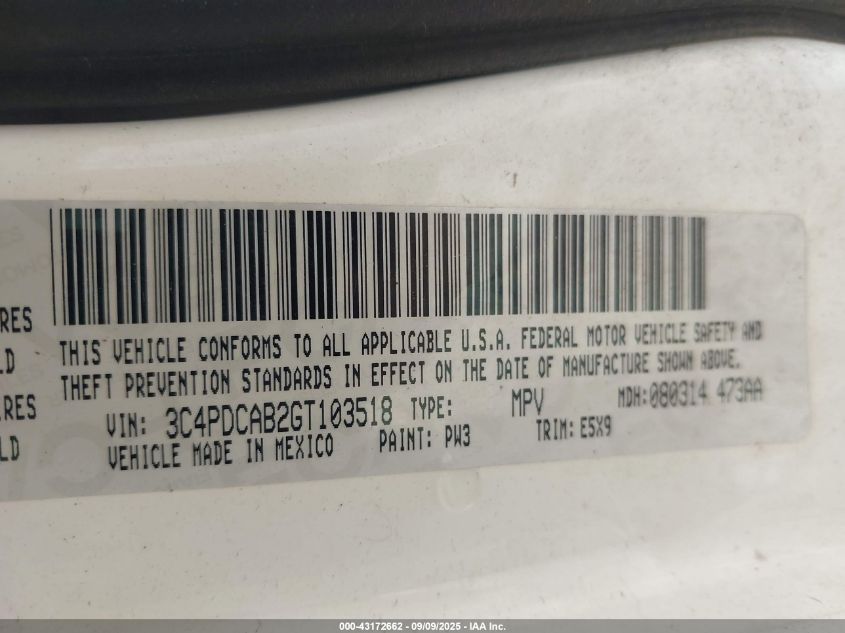 RES
LD
IRES
LD
THIS VEHICLE CONFORMS TO ALL APPLICABLE U.S.A. FEDERAL MOTOR VEHICLE SAFETY AND
THEFT PREVENTION STANDARDS IN EFFECT ON THE DATE OF MANUFACTURE SHOWN ABOVE.
VIN: 3C4PDCAB2GT103518 TYPE: MPV MDH:080314 473AA
VEHICLE MADE IN MEXICO PAINT: PW3 TRIM: E5X9
000-43172662 - 09/09/2025 - IAA Inc.